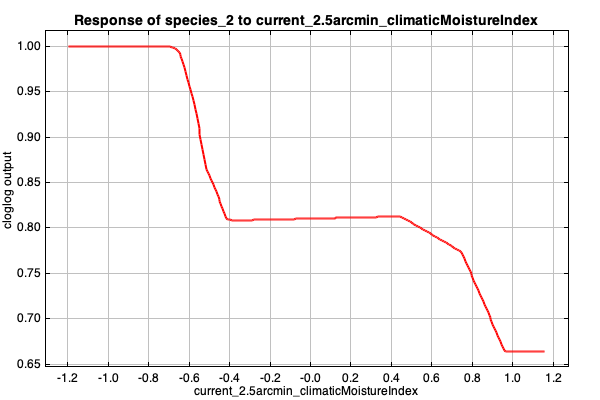 Response of species_2 to current_2.5arcmin_climaticMoistureIndex
1.00
0.95
0.90
0.85
0.80
0.75
0.70
0.65
cloglog output
-1.2 -1.0 -0.8 -0.6 -0.4 -0.2 -0.0 0.2 0.4 0.6 0.8 1.0 1.2
current_2.5arcmin_climaticMoistureIndex